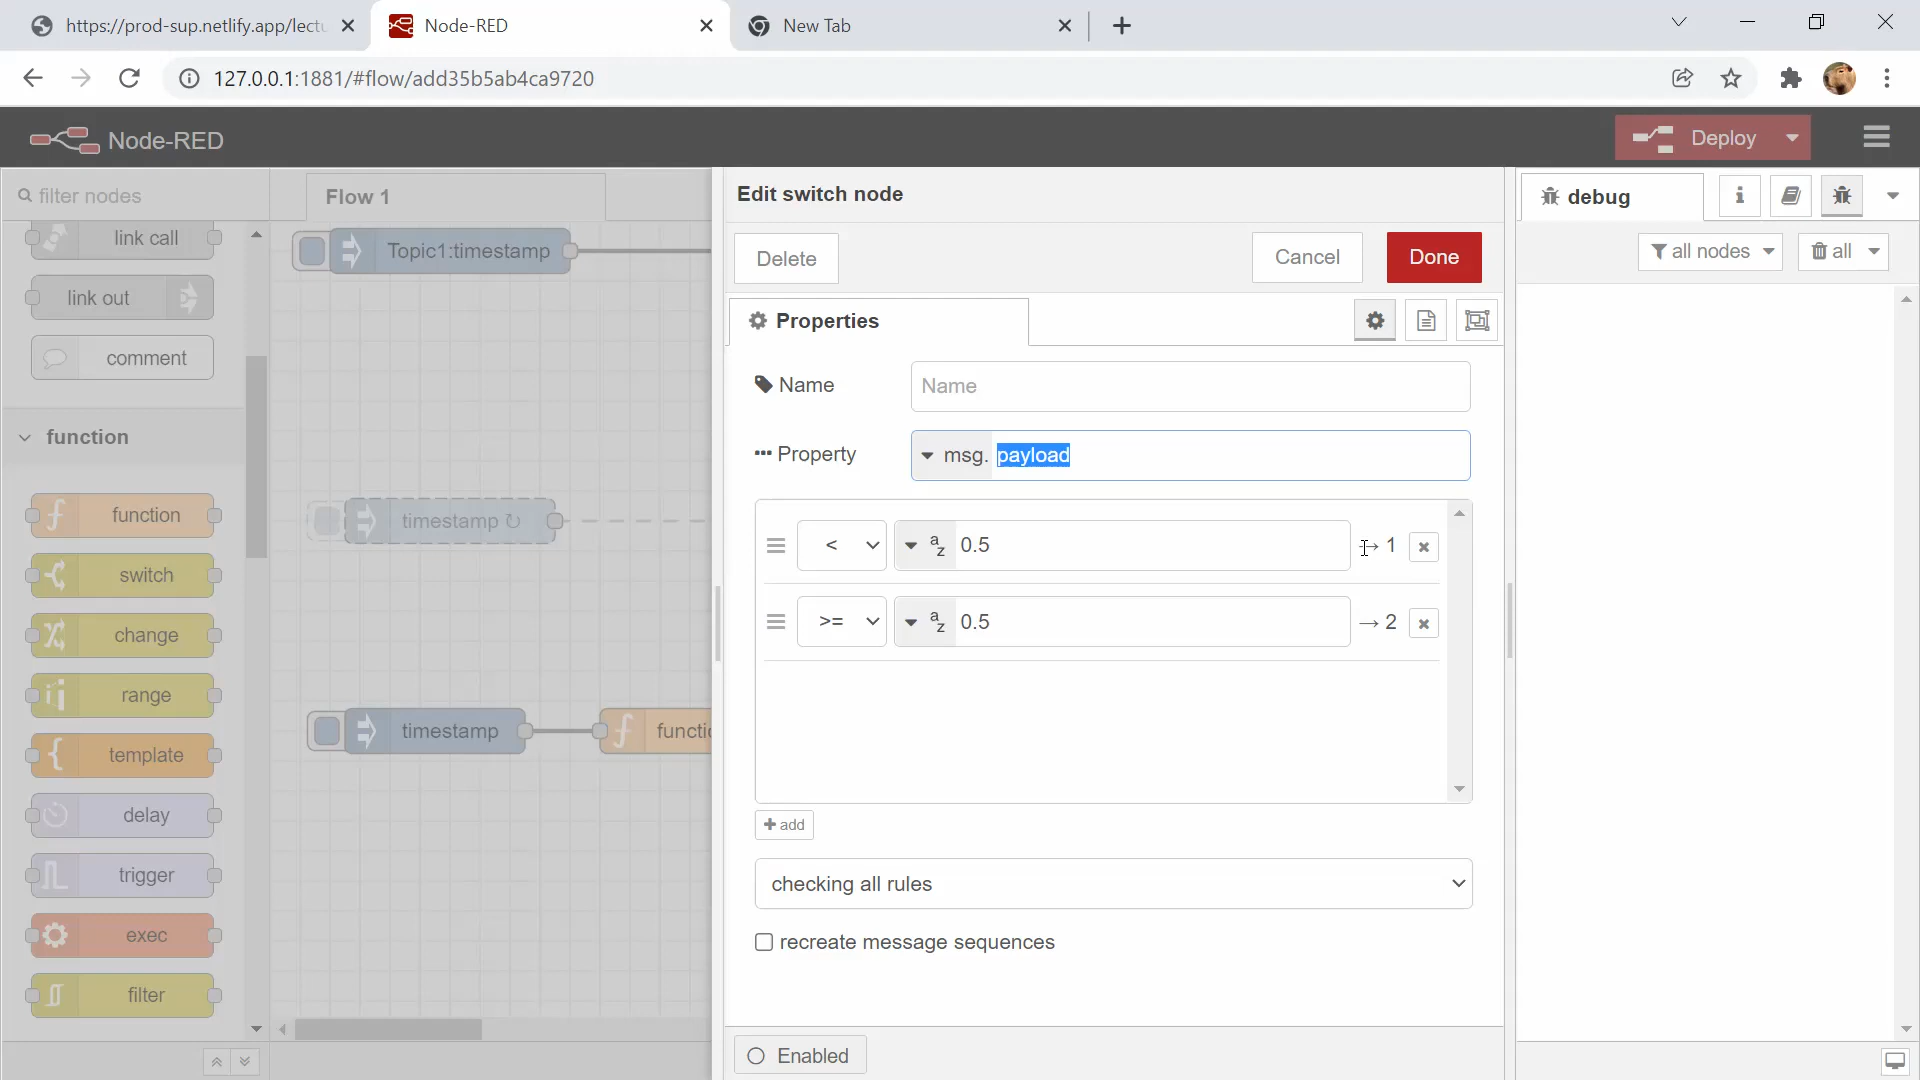 https://prod-sup.netlify.app/lectu
Node-RED
New Tab
127.0.0.1:1881/#flow/add35b5ab4ca9720
Node-RED
Deploy
filter nodes
Flow 1
Edit switch node
debug
link call
Topic1:timestamp
Delete
Cancel
Done
all nodes
all
link out
Properties
comment
Name
Name
function
Property
msg. payload
function
timestamp
<
az
0.5
→ 1
switch
>=
az
0.5
→ 2
change
range
timestamp
functio
template
delay
add
trigger
checking all rules
exec
recreate message sequences
filter
Enabled